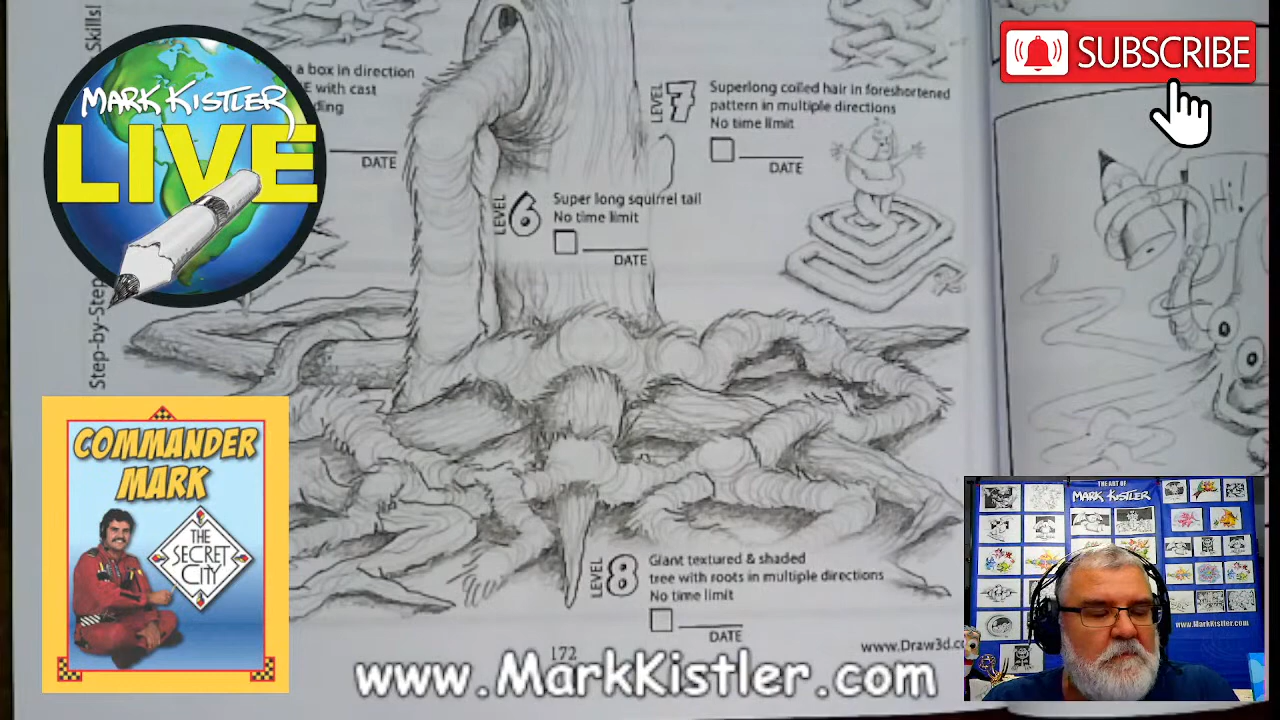 Skills!
Step-by-Step
MARK KISTLER
LIVE
a box in direction
with cast
DATE
LEVEL 6
Super long squirrel tail
No time limit
DATE
LEVEL 7
Superlong coiled hair in foreshortened
pattern in multiple directions
No time limit
DATE
SUBSCRIBE
Hi!
COMMANDER
MARK
THE
SECRET
CITY
LEVEL 8
Giant textured & shaded
tree with roots in multiple directions
No time limit
DATE
172
www.Draw3d.co
www.MarkKistler.com
THE ART OF
MARK KISTLER
www.MarkKistler.com